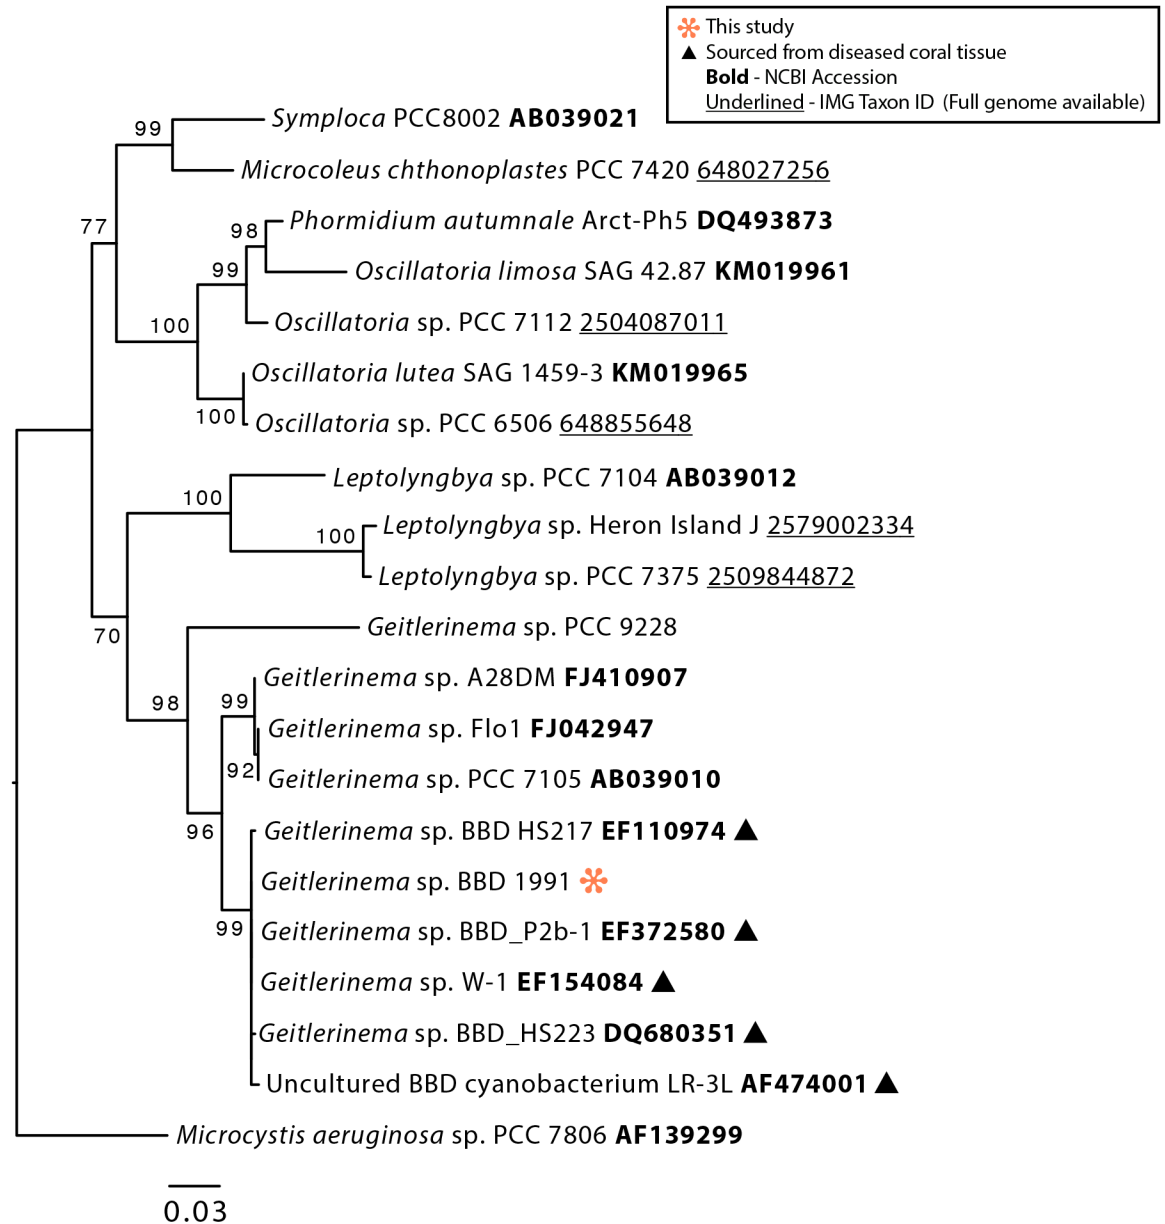 This study
Sourced from diseased coral tissue
Bold - NCBI Accession
Underlined - IMG Taxon ID (Full genome available)
99
Symploca PCC8002 AB039021
Microcoleus chthonoplastes PCC 7420 648027256
77
98
Phormidium autumnale Arct-Ph5 DQ493873
99
Oscillatoria limosa SAG 42.87 KM019961
100
Oscillatoria sp. PCC 7112 2504087011
Oscillatoria lutea SAG 1459-3 KM019965
100
Oscillatoria sp. PCC 6506 648855648
100
Leptolyngbya sp. PCC 7104 AB039012
100
Leptolyngbya sp. Heron Island J 2579002334
Leptolyngbya sp. PCC 7375 2509844872
70
Geitlerinema sp. PCC 9228
98
99
Geitlerinema sp. A28DM FJ410907
Geitlerinema sp. Flo1 FJ042947
92
Geitlerinema sp. PCC 7105 AB039010
96
Geitlerinema sp. BBD HS217 EF110974
Geitlerinema sp. BBD 1991
99
Geitlerinema sp. BBD_P2b-1 EF372580
Geitlerinema sp. W-1 EF154084
Geitlerinema sp. BBD_HS223 DQ680351
Uncultured BBD cyanobacterium LR-3L AF474001
Microcystis aeruginosa sp. PCC 7806 AF139299
0.03